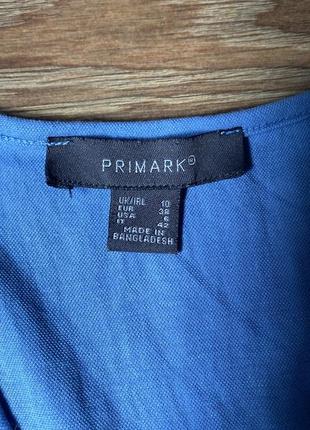 PRIMARK®
UK/IRL 10
EUR 38
USA 6
IT 42
MADE IN
BANGLADESH